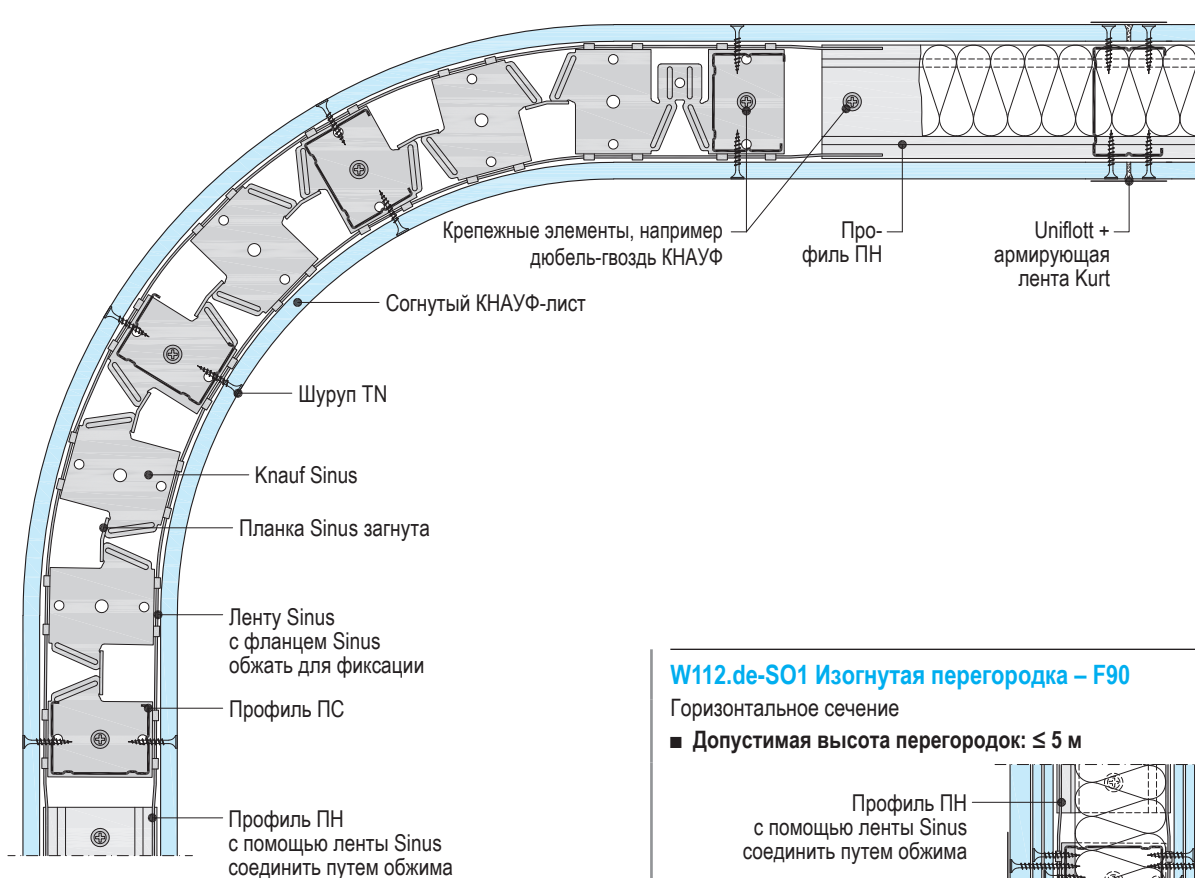 Крепежные элементы, например
дюбель-гвоздь КНАУФ
Про-
филь ПН
Uniflott +
армирующая
лента Kurt
Согнутый КНАУФ-лист
Шуруп TN
Knauf Sinus
Планка Sinus загнута
Ленту Sinus
с фланцем Sinus
обжать для фиксации
Профиль ПС
Профиль ПН
с помощью ленты Sinus
соединить путем обжима
W112.de-SO1 Изогнутая перегородка – F90
Горизонтальное сечение
■ Допустимая высота перегородок: ≤ 5 м
Профиль ПН
с помощью ленты Sinus
соединить путем обжима